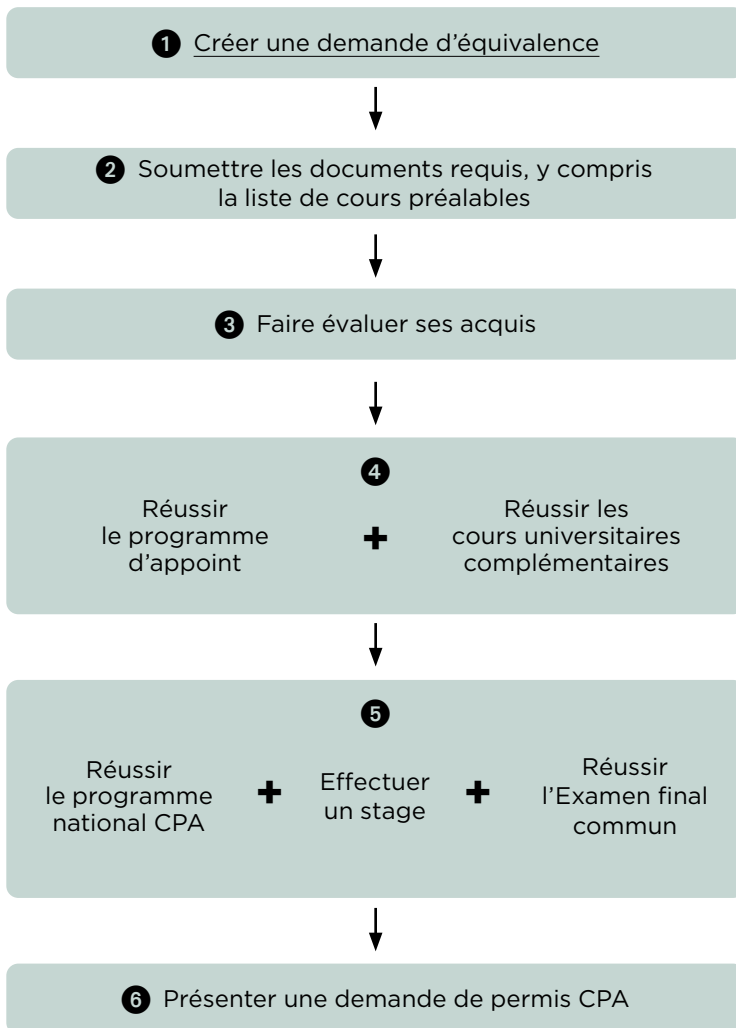 1 Créer une demande d'équivalence
2 Soumettre les documents requis, y compris
la liste de cours préalables
3 Faire évaluer ses acquis
4
Réussir
le programme
d'appoint
+
Réussir les
cours universitaires
complémentaires
5
Réussir
le programme
national CPA
+
Effectuer
un stage
+
Réussir
l'Examen final
commun
6 Présenter une demande de permis CPA